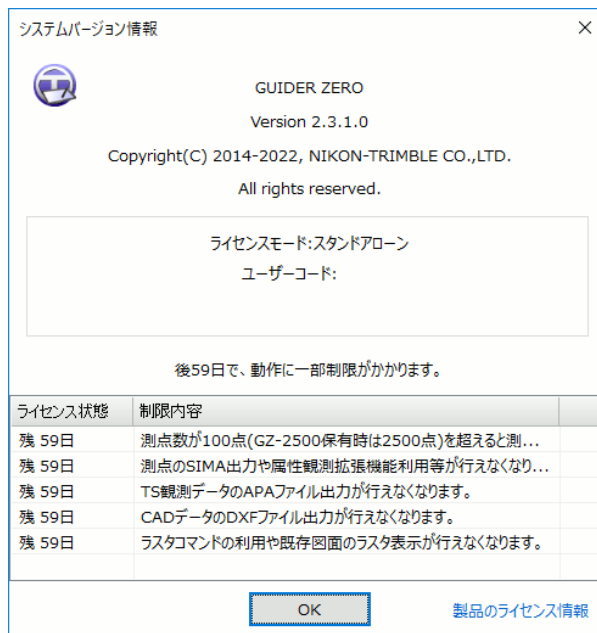 システムバージョン情報
GUIDER ZERO
Version 2.3.1.0
Copyright(C) 2014-2022, NIKON-TRIMBLE CO.,LTD.
All rights reserved.
ライセンスモード:スタンドアローン
ユーザーコード:
後59日で、動作に一部制限がかかります。
ライセンス状態 制限内容
残 59日 測点数が100点(GZ-2500保有時は2500点)を超えると測...
残 59日 測点のSIMA出力や属性観測拡張機能利用等が行えなくなり...
残 59日 TS観測データのAPAファイル出力が行えなくなります。
残 59日 CADデータのDXFファイル出力が行えなくなります。
残 59日 ラスタコマンドの利用や既存図面のラスタ表示が行えなくなります。
OK 製品のライセンス情報